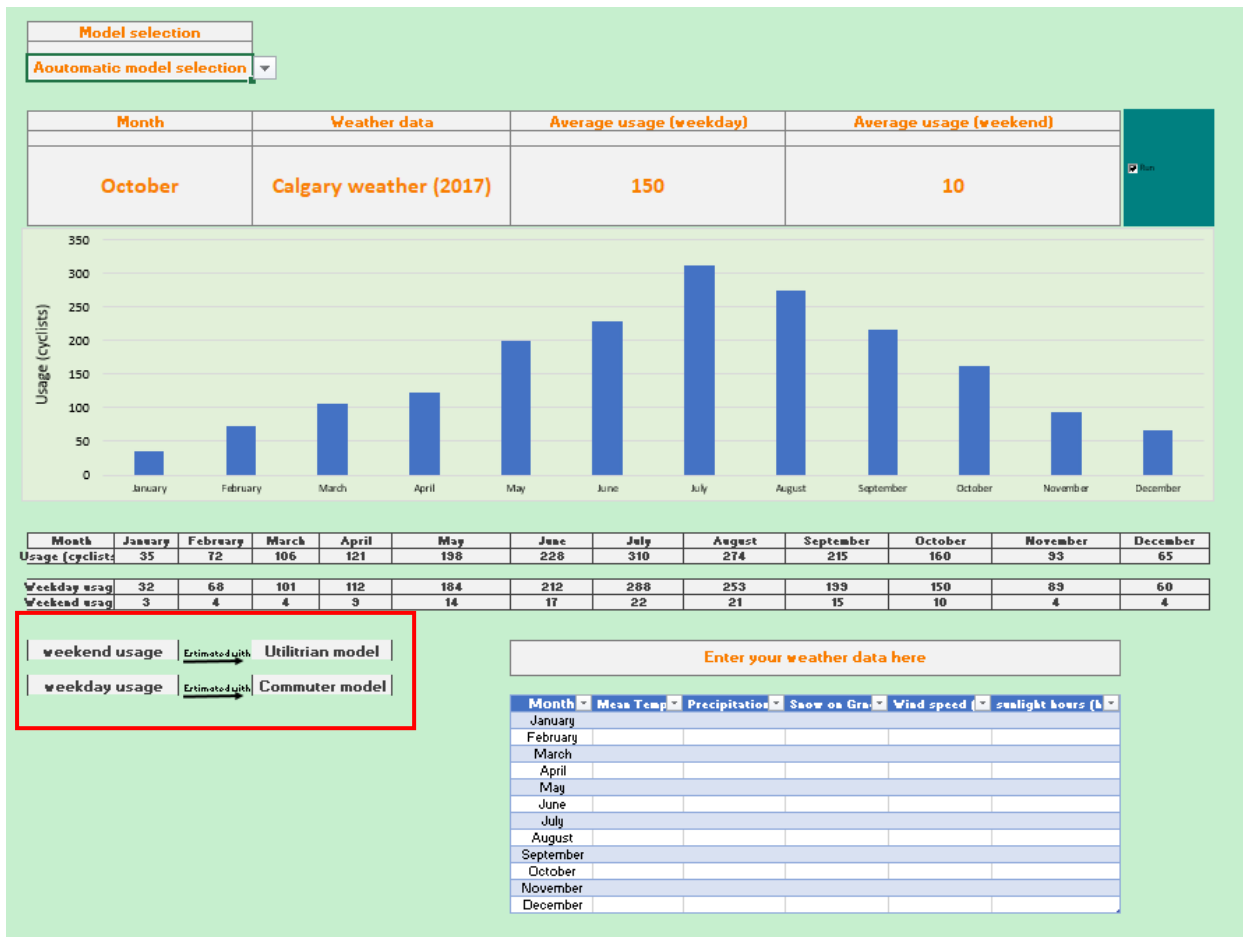 Model selection
Aoutomatic model selection
Month Weather data Average usage (weekday) Average usage (weekend)
October Calgary weather (2017) 150 10
Run
350
300
250
200
150
100
50
0
Usage (cyclists)
January February March April May June July August September October November December
Month January February March April May June July August September October November December
Usage (cyclists 35 72 106 121 198 228 310 274 215 160 93 65
Weekday usag 32 68 101 112 184 212 288 253 199 150 89 60
Weekend usag 3 4 4 9 14 17 22 21 15 10 4 4
weekend usage Estimated with Utilitrian model
weekday usage Estimated with Commuter model
Enter your weather data here
Month Mean Temp Precipitation Snow on Gro Wind speed ( sunlight hours (h
January
February
March
April
May
June
July
August
September
October
November
December